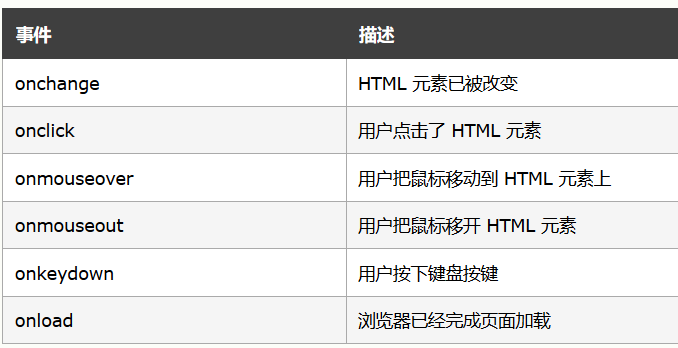 事件 描述
onchange HTML 元素已被改变
onclick 用户点击了 HTML 元素
onmouseover 用户把鼠标移动到 HTML 元素上
onmouseout 用户把鼠标移开 HTML 元素
onkeydown 用户按下键盘按键
onload 浏览器已经完成页面加载